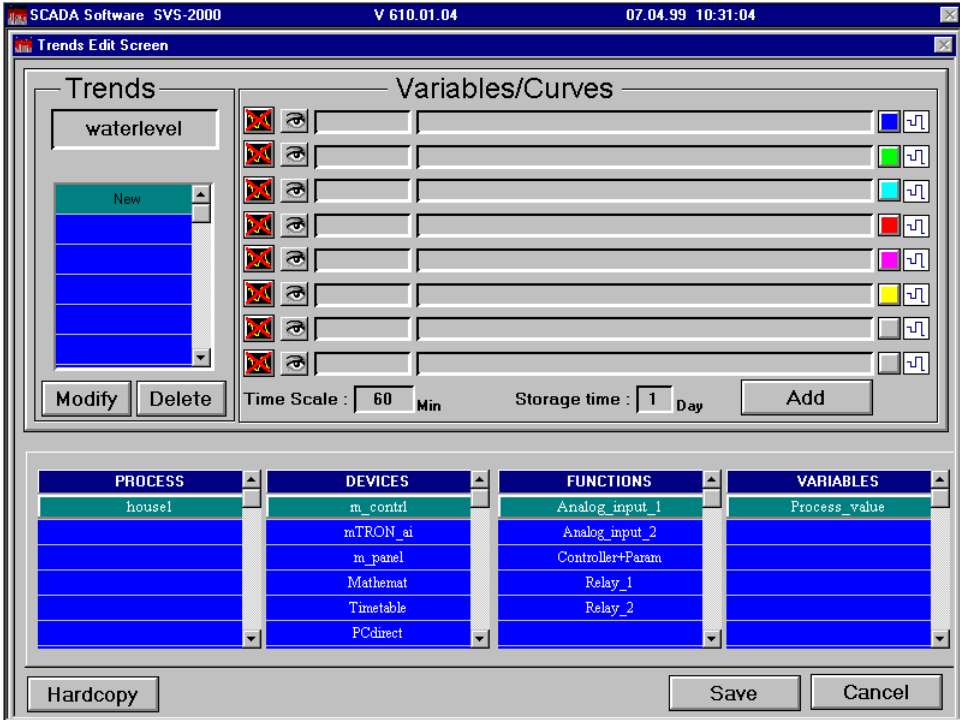 SCADA Software SVS-2000 V 610.01.04 07.04.99 10:31:04
Trends Edit Screen
Trends Variables/Curves
waterlevel
New
Modify Delete Time Scale : 60 Min Storage time : 1 Day Add
PROCESS DEVICES FUNCTIONS VARIABLES
house1 m_contrl Analog_input_1 Process_value
mTRON_ai Analog_input_2
m_panel Controller+Param
Mathemat Relay_1
Timetable Relay_2
PCdirect
Hardcopy Save Cancel